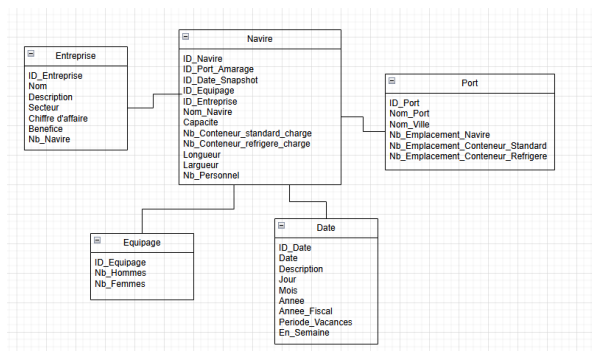 Entreprise
ID_Entreprise
Nom
Description
Secteur
Chiffre d'affaire
Benefice
Nb_Navire
Navire
ID_Navire
ID_Port_Amarage
ID_Date_Snapshot
ID_Equipage
ID_Entreprise
Nom_Navire
Capacite
Nb_Conteneur_standard_charge
Nb_Conteneur_refrigere_charge
Longueur
Largueur
Nb_Personnel
Port
ID_Port
Nom_Port
Nom_Ville
Nb_Emplacement_Navire
Nb_Emplacement_Conteneur_Standard
Nb_Emplacement_Conteneur_Refrigere
Equipage
ID_Equipage
Nb_Hommes
Nb_Femmes
Date
ID_Date
Date
Description
Jour
Mois
Annee
Annee_Fiscal
Periode_Vacances
En_Semaine